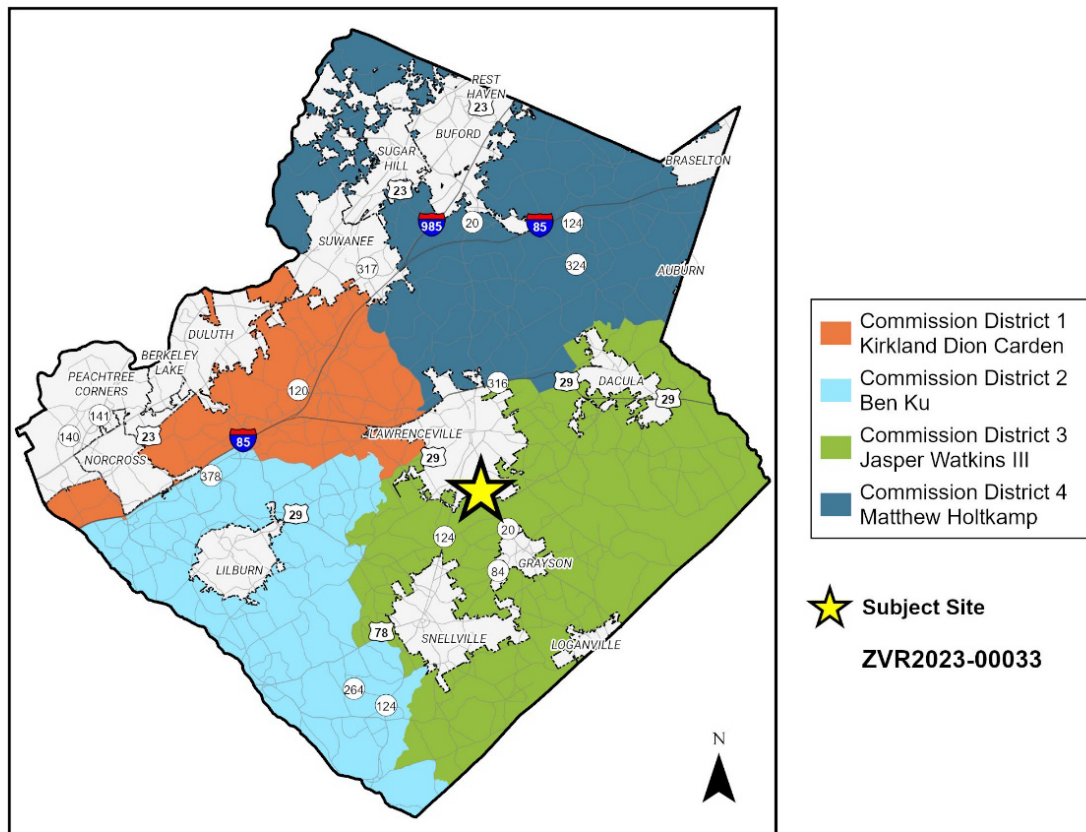 REST
HAVEN
23
BUFORD
SUGAR
HILL
23
BRASELTON
985
20
85
124
SUWANEE
317
324
AUBURN
DULUTH
BERKELEY
LAKE
PEACHTREE
CORNERS
120
316
29
DACULA
29
141
140
23
85
LAWRENCEVILLE
29
NORCROSS
378
29
20
124
LILBURN
GRAYSON
84
78
SNELLVILLE
LOGANVILLE
264
124
N
Commission District 1
Kirkland Dion Carden
Commission District 2
Ben Ku
Commission District 3
Jasper Watkins III
Commission District 4
Matthew Holtkamp
Subject Site
ZVR2023-00033